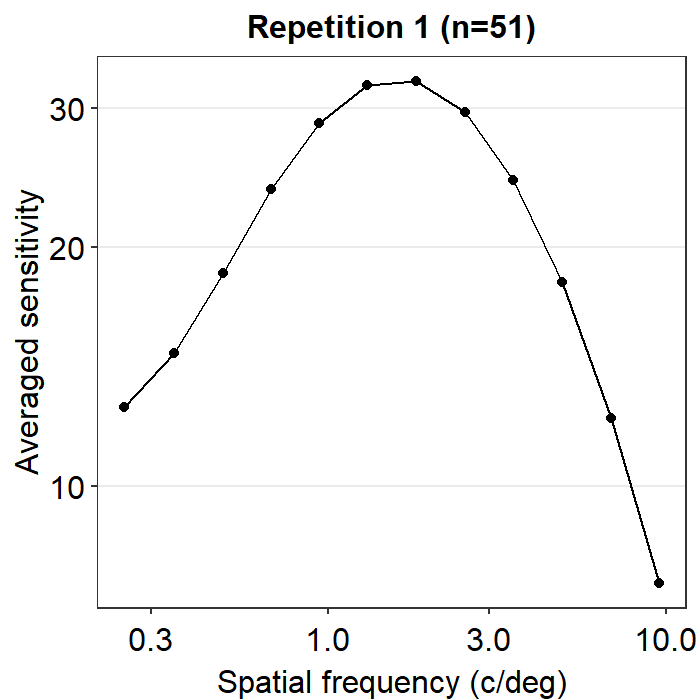 Repetition 1 (n=51)
Averaged sensitivity
30
20
10
0.3 1.0 3.0 10.0
Spatial frequency (c/deg)